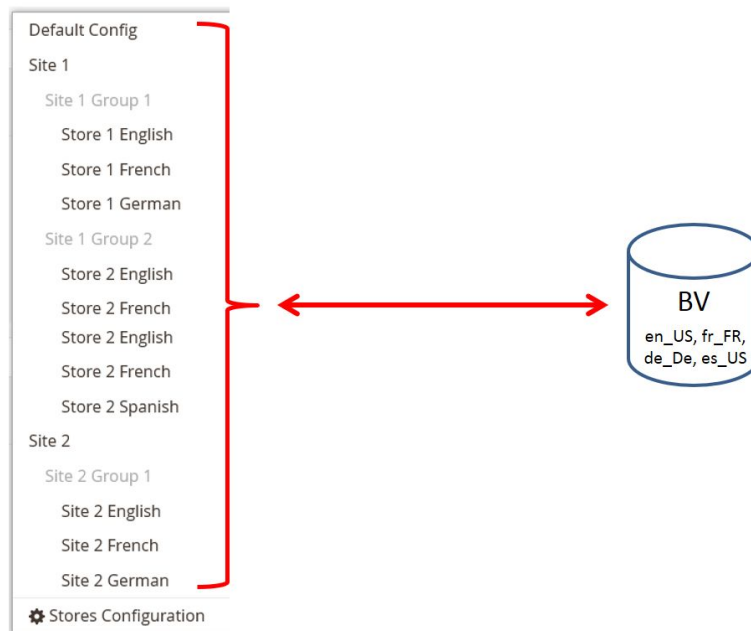 Default Config
Site 1
Site 1 Group 1
Store 1 English
Store 1 French
Store 1 German
Site 1 Group 2
Store 2 English
Store 2 French
Store 2 English
Store 2 French
Store 2 Spanish
Site 2
Site 2 Group 1
Site 2 English
Site 2 French
Site 2 German
Stores Configuration
BV
en_US, fr_FR,
de_De, es_US